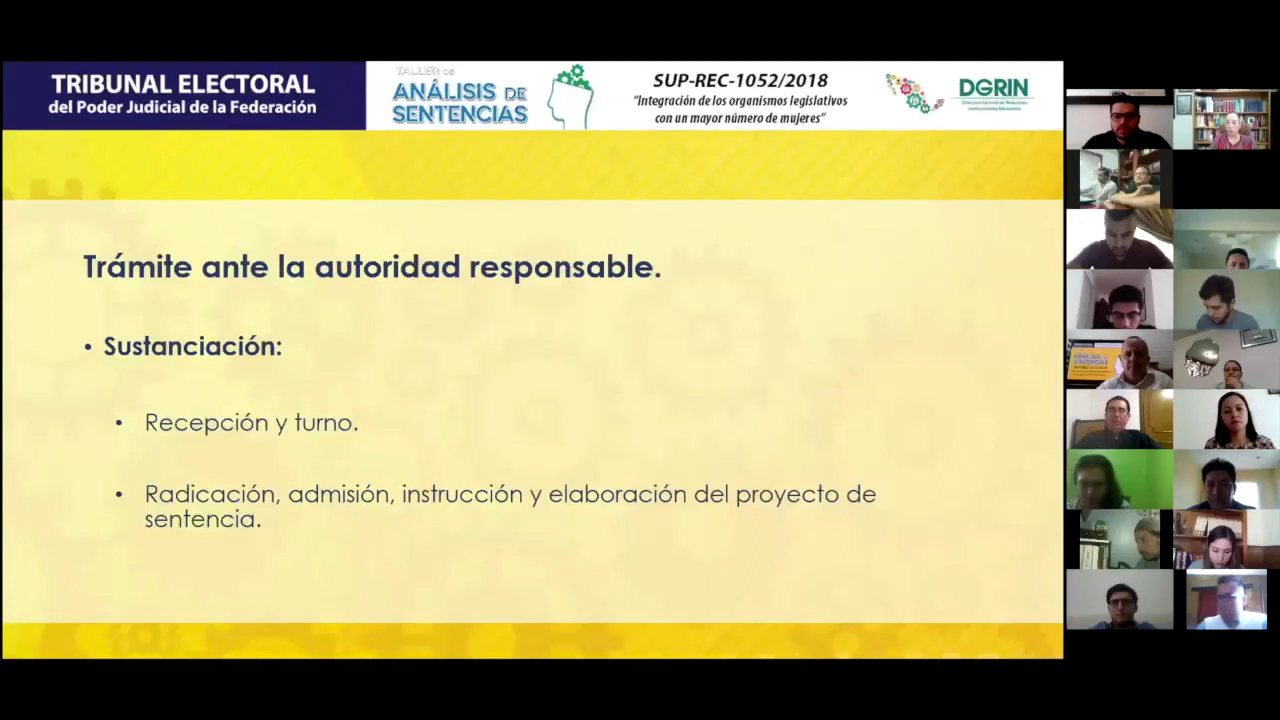 TRIBUNAL ELECTORAL
del Poder Judicial de la Federación
TALLER DE
ANÁLISIS DE
SENTENCIAS
SUP-REC-1052/2018
"Integración de los organismos legislativos
con un mayor número de mujeres"
DGRIN
Trámite ante la autoridad responsable.
• Sustanciación:
• Recepción y turno.
• Radicación, admisión, instrucción y elaboración del proyecto de
sentencia.